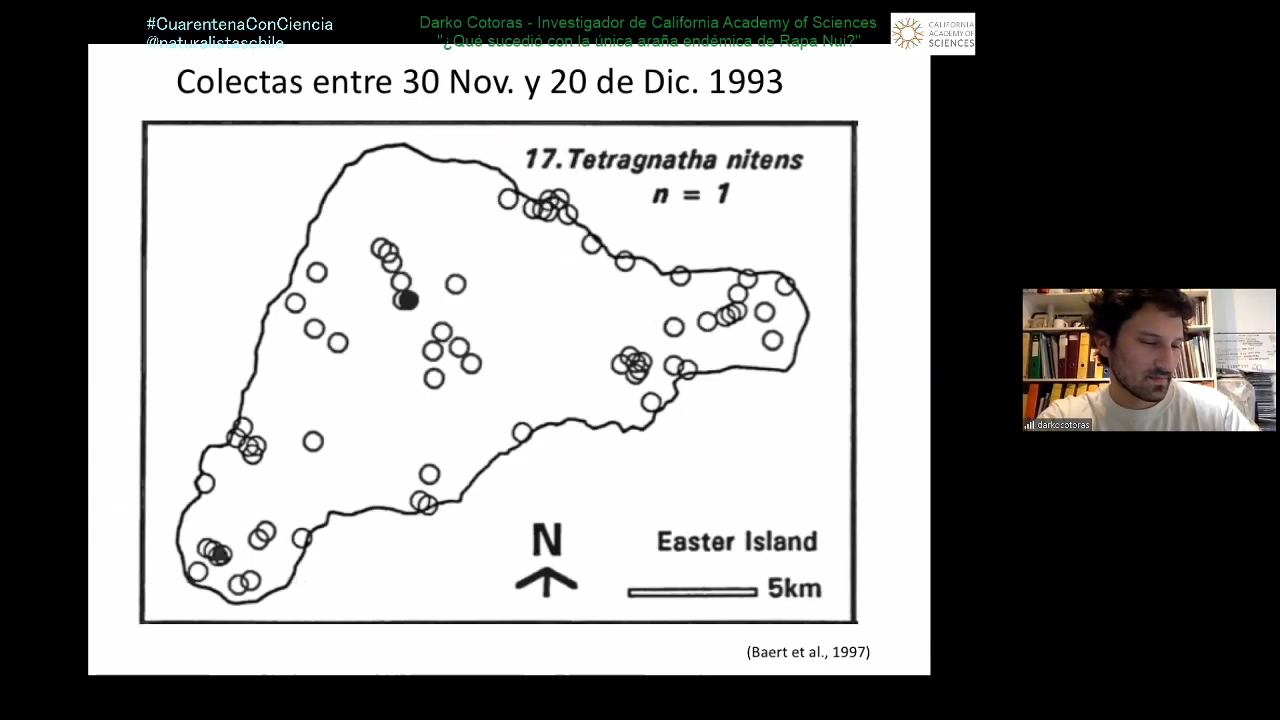 #CuarentenaConCiencia
@naturalistaschile
Darko Cotoras - Investigador de California Academy of Sciences
"¿Qué sucedió con la única araña endémica de Rapa Nui?"
CALIFORNIA
ACADEMY OF
SCIENCES
Colectas entre 30 Nov. y 20 de Dic. 1993
17. Tetragnatha nitens
n = 1
N
Easter Island
5km
(Baert et al., 1997)
darkocotoras